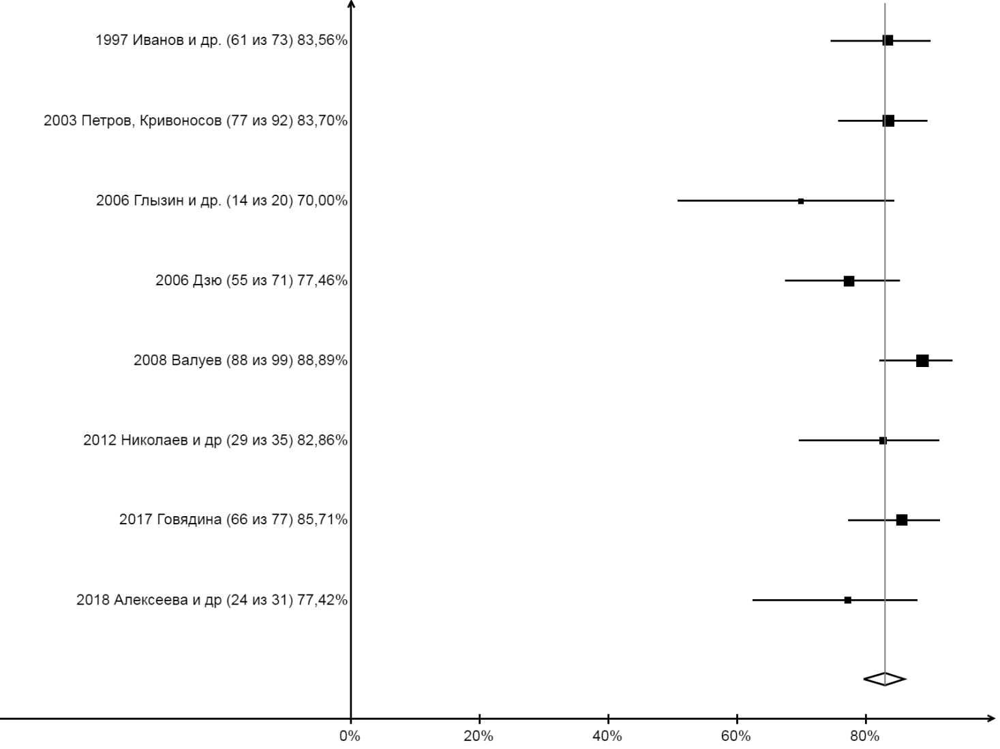 1997 Иванов и др. (61 из 73) 83,56%
2003 Петров, Кривоносов (77 из 92) 83,70%
2006 Глызин и др. (14 из 20) 70,00%
2006 Дзю (55 из 71) 77,46%
2008 Валуев (88 из 99) 88,89%
2012 Николаев и др (29 из 35) 82,86%
2017 Говядина (66 из 77) 85,71%
2018 Алексеева и др (24 из 31) 77,42%
0% 20% 40% 60% 80%